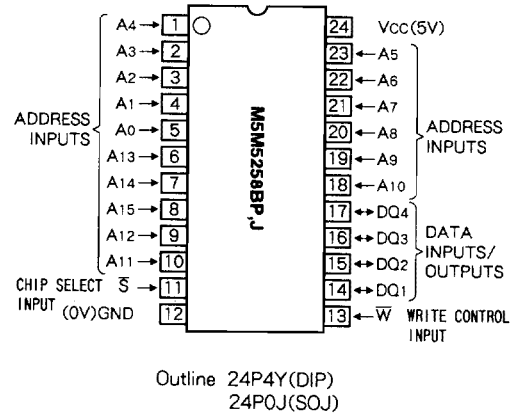 A4 → 1
A3 → 2
A2 → 3
A1 → 4
A0 → 5
A13 → 6
A14 → 7
A15 → 8
A12 → 9
A11 → 10
ADDRESS
INPUTS
CHIP SELECT S̅ → 11
INPUT
(0V)GND 12
M5M5258BP,J
24 Vcc(5V)
23 ← A5
22 ← A6
21 ← A7
20 ← A8
19 ← A9
18 ← A10
ADDRESS
INPUTS
17 ↔ DQ4
16 ↔ DQ3
15 ↔ DQ2
14 ↔ DQ1
DATA
INPUTS/
OUTPUTS
13 ← W̅ WRITE CONTROL
INPUT
Outline 24P4Y(DIP)
24P0J(SOJ)